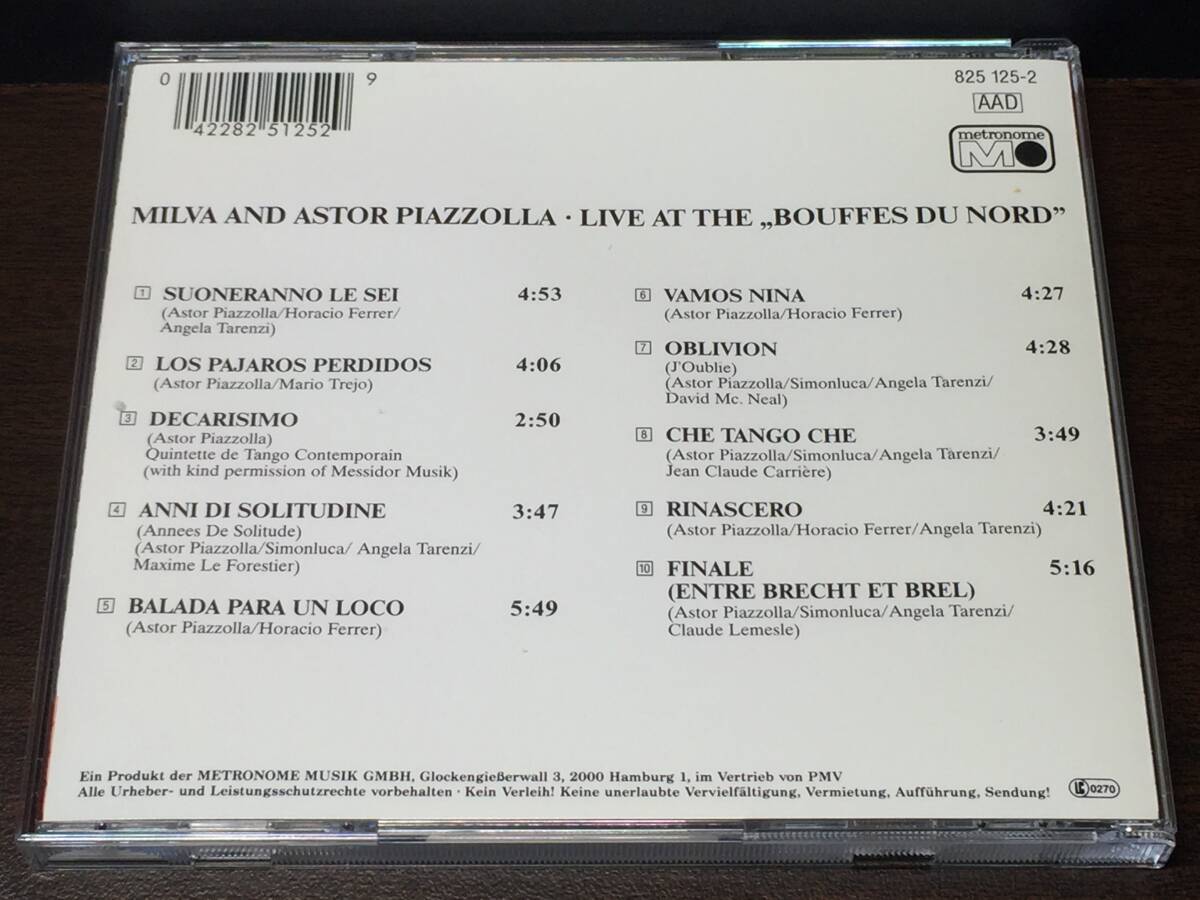 0 9
42282 51252
825 125-2
AAD
metronome
M
MILVA AND ASTOR PIAZZOLLA · LIVE AT THE „BOUFFES DU NORD”
1 SUONERANNO LE SEI 4:53
(Astor Piazzolla/Horacio Ferrer/
Angela Tarenzi)
2 LOS PAJAROS PERDIDOS 4:06
(Astor Piazzolla/Mario Trejo)
3 DECARISIMO 2:50
(Astor Piazzolla)
Quintette de Tango Contemporain
(with kind permission of Messidor Musik)
4 ANNI DI SOLITUDINE 3:47
(Annees De Solitude)
(Astor Piazzolla/Simonluca/ Angela Tarenzi/
Maxime Le Forestier)
5 BALADA PARA UN LOCO 5:49
(Astor Piazzolla/Horacio Ferrer)
6 VAMOS NINA 4:27
(Astor Piazzolla/Horacio Ferrer)
7 OBLIVION 4:28
(J'Oublie)
(Astor Piazzolla/Simonluca/Angela Tarenzi/
David Mc. Neal)
8 CHE TANGO CHE 3:49
(Astor Piazzolla/Simonluca/Angela Tarenzi/
Jean Claude Carrière)
9 RINASCERO 4:21
(Astor Piazzolla/Horacio Ferrer/Angela Tarenzi)
10 FINALE 5:16
(ENTRE BRECHT ET BREL)
(Astor Piazzolla/Simonluca/Angela Tarenzi/
Claude Lemesle)
Ein Produkt der METRONOME MUSIK GMBH, Glockengießerwall 3, 2000 Hamburg 1, im Vertrieb von PMV
Alle Urheber- und Leistungsschutzrechte vorbehalten · Kein Verleih! Keine unerlaubte Vervielfältigung, Vermietung, Aufführung, Sendung!
LC 0270